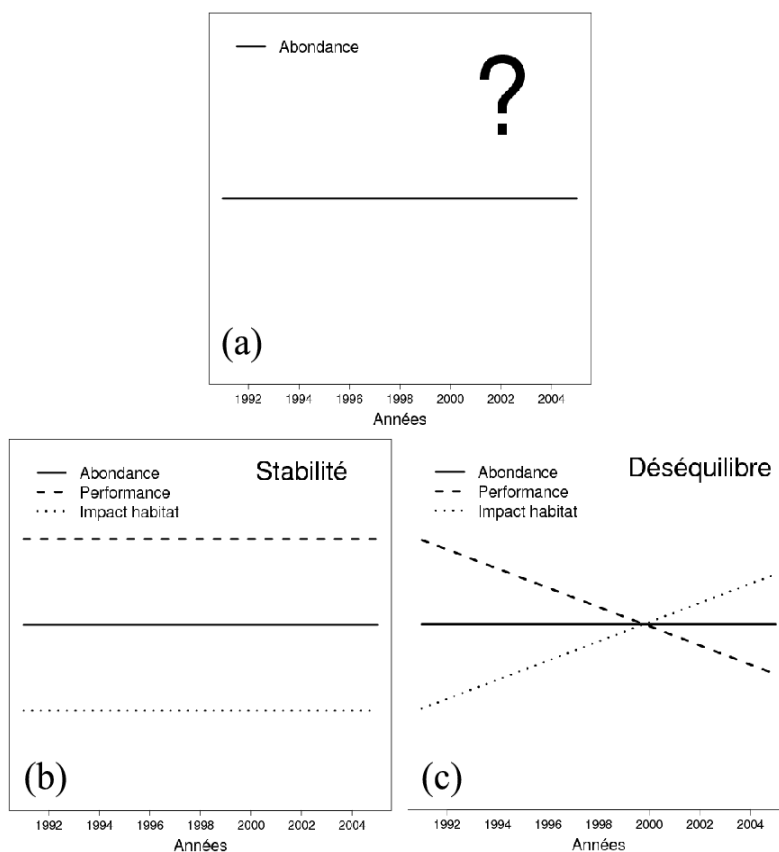 Abondance
?
(a)
1992 1994 1996 1998 2000 2002 2004
Années
Abondance
Performance
Impact habitat
Stabilité
(b)
1992 1994 1996 1998 2000 2002 2004
Années
Abondance
Performance
Impact habitat
Déséquilibre
(c)
1992 1994 1996 1998 2000 2002 2004
Années